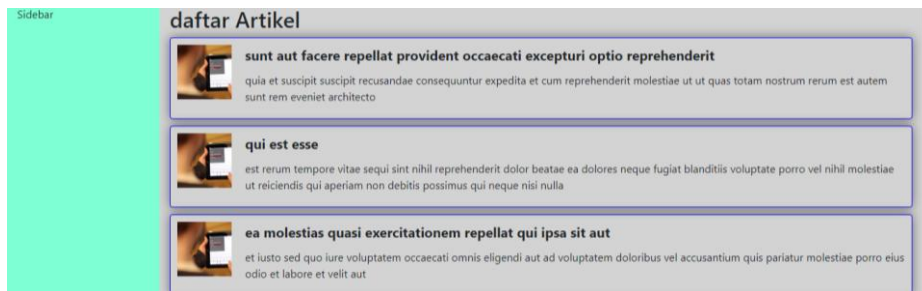 Sidebar
daftar Artikel
sunt aut facere repellat provident occaecati excepturi optio reprehenderit
quia et suscipit suscipit recusandae consequuntur expedita et cum reprehenderit molestiae ut ut quas totam nostrum rerum est autem
sunt rem eveniet architecto
qui est esse
est rerum tempore vitae sequi sint nihil reprehenderit dolor beatae ea dolores neque fugiat blanditiis voluptate porro vel nihil molestiae
ut reiciendis qui aperiam non debitis possimus qui neque nisi nulla
ea molestias quasi exercitationem repellat qui ipsa sit aut
et iusto sed quo iure voluptatem occaecati omnis eligendi aut ad voluptatem doloribus vel accusantium quis pariatur molestiae porro eius
odio et labore et velit aut